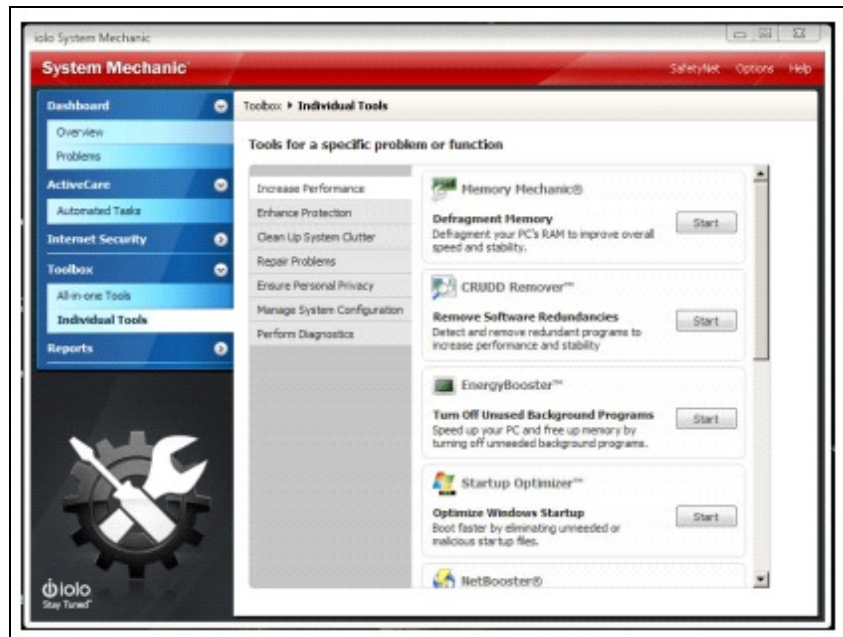 iolo System Mechanic
System Mechanic
SafetyNet Options Help
Dashboard
Overview
Problems
ActiveCare
Automated Tasks
Internet Security
Toolbox
All-in-one Tools
Individual Tools
Reports
iolo
Stay Tuned™
Toolbox Individual Tools
Tools for a specific problem or function
Increase Performance
Enhance Protection
Clean Up System Clutter
Repair Problems
Ensure Personal Privacy
Manage System Configuration
Perform Diagnostics
Memory Mechanic®
Defragment Memory
Defragment your PC's RAM to improve overall
speed and stability.
Start
CRUDD Remover™
Remove Software Redundancies
Detect and remove redundant programs to
increase performance and stability
Start
EnergyBooster™
Turn Off Unused Background Programs
Speed up your PC and free up memory by
turning off unneeded background programs.
Start
Startup Optimizer™
Optimize Windows Startup
Boot faster by eliminating unneeded or
malicious startup files.
Start
NetBooster®